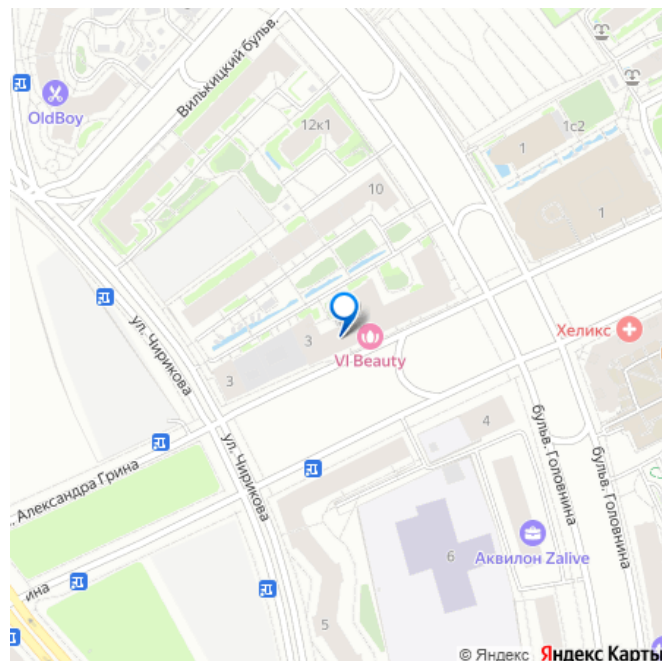 Вилькицкий бульв.
OldBoy
12к1
1с2
1
10
1
ул. Чирикова
Хеликс
3
VI Beauty
3
4
ул. Чирикова
бульв. Головнина
бульв. Головнина
. Александра Грина
Аквилон Zalive
6
ина
5
© Яндекс Яндекс Карты